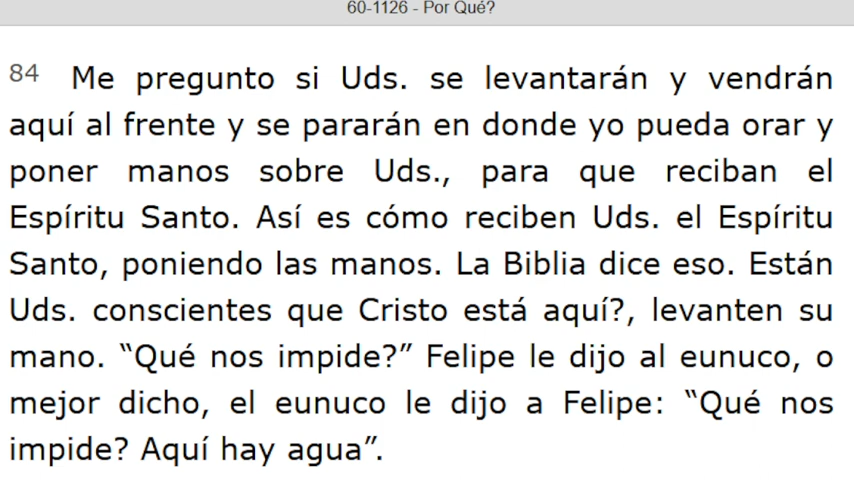 60-1126 - Por Qué?
84 Me pregunto si Uds. se levantarán y vendrán
aquí al frente y se pararán en donde yo pueda orar y
poner manos sobre Uds., para que reciban el
Espíritu Santo. Así es cómo reciben Uds. el Espíritu
Santo, poniendo las manos. La Biblia dice eso. Están
Uds. conscientes que Cristo está aquí?, levanten su
mano. “Qué nos impide?” Felipe le dijo al eunuco, o
mejor dicho, el eunuco le dijo a Felipe: “Qué nos
impide? Aquí hay agua”.